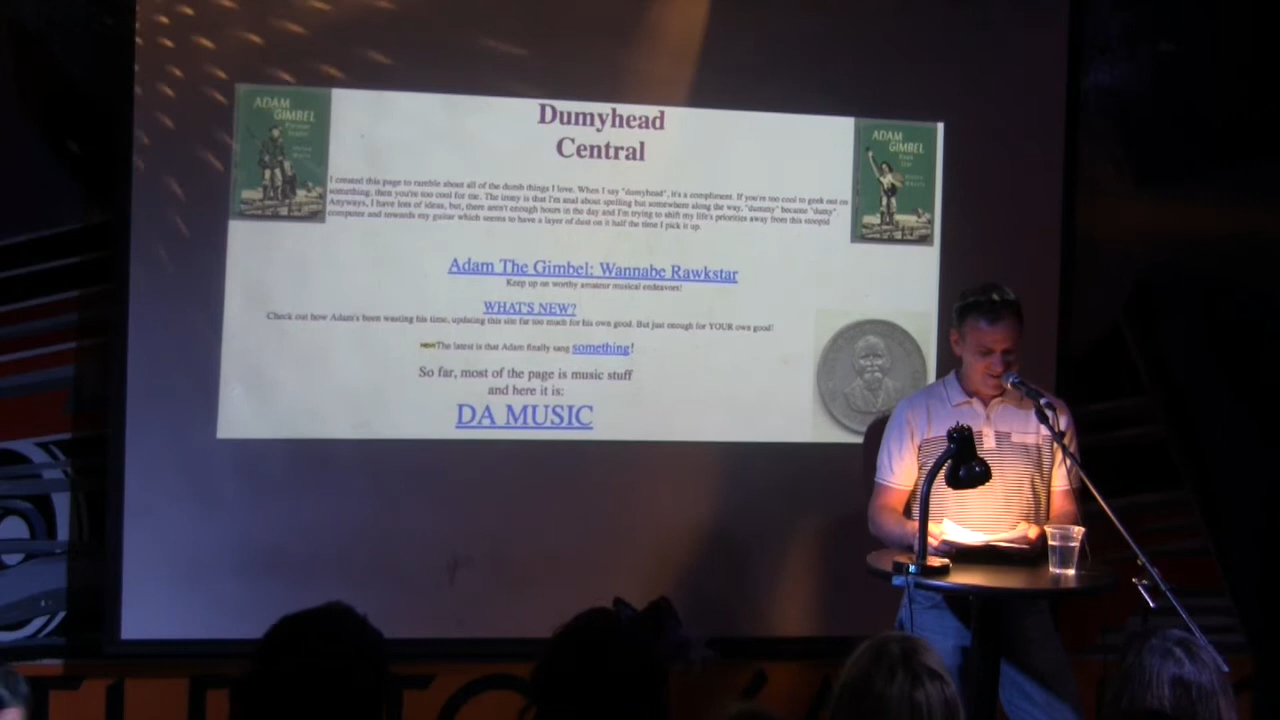 ADAM
GIMBEL
Dumyhead
Central
ADAM
GIMBEL
I created this page to ramble about all of the dumb things I love. When I say "dumyhead", it's a compliment. If you're too cool to geek out on
something, then you're too cool for me. The irony is that I'm anal about spelling but somewhere along the way, "dummy" became "dumy".
Anyways, I have lots of ideas, but, there aren't enough hours in the day and I'm trying to shift my life's priorities away from this stoopid
computer and towards my guitar which seems to have a layer of dust on it half the time I pick it up.
Adam The Gimbel: Wannabe Rawkstar
Keep up on worthy amateur musical endeavors!
WHAT'S NEW?
Check out how Adam's been wasting his time, updating this site far too much for his own good. But just enough for YOUR own good!
NEW The latest is that Adam finally sang something!
So far, most of the page is music stuff
and here it is:
DA MUSIC